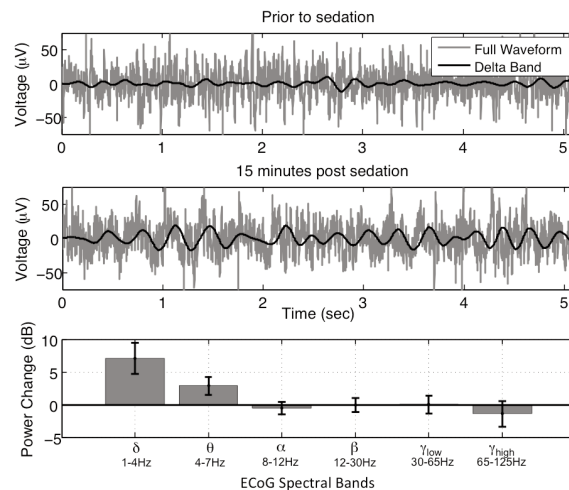 Prior to sedation
50
0
−50
Voltage (μV)
Full Waveform
Delta Band
0 1 2 3 4 5
15 minutes post sedation
50
0
−50
Voltage (μV)
0 1 2 3 4 5
Time (sec)
10
5
0
−5
Power Change (dB)
δ θ α β γlow γhigh
1-4Hz 4-7Hz 8-12Hz 12-30Hz 30-65Hz 65-125Hz
ECoG Spectral Bands